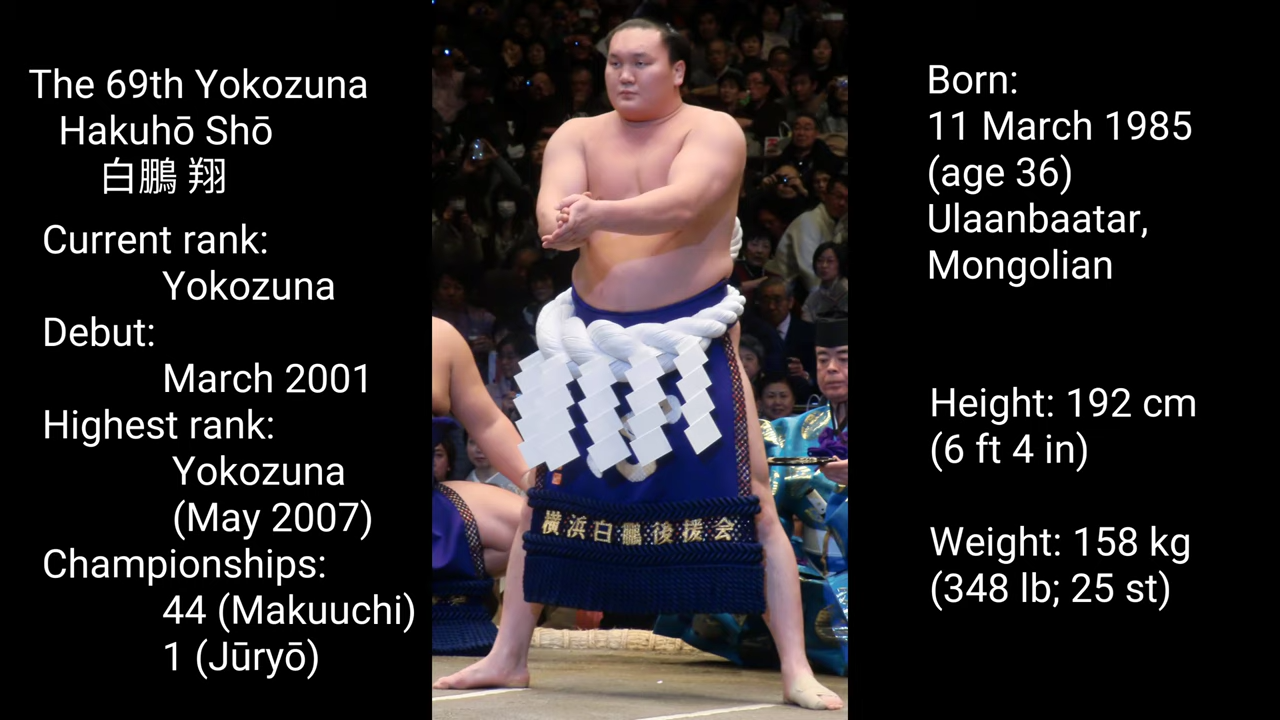 The 69th Yokozuna
Hakuhō Shō
白鵬 翔
Current rank:
Yokozuna
Debut:
March 2001
Highest rank:
Yokozuna
(May 2007)
Championships:
44 (Makuuchi)
1 (Jūryō)
横浜白鵬後援会
Born:
11 March 1985
(age 36)
Ulaanbaatar,
Mongolian
Height: 192 cm
(6 ft 4 in)
Weight: 158 kg
(348 lb; 25 st)